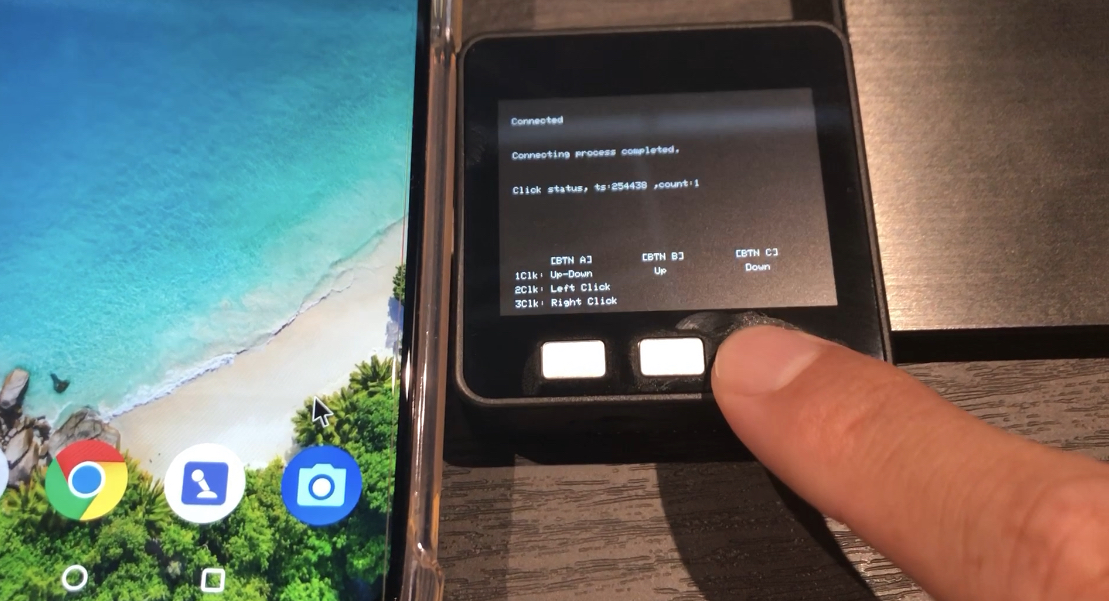 Connected
Connecting process completed.
Click status, ts:254438 ,count:1
[BTN A] [BTN B] [BTN C]
1Clk: Up-Down Up Down
2Clk: Left Click
3Clk: Right Click